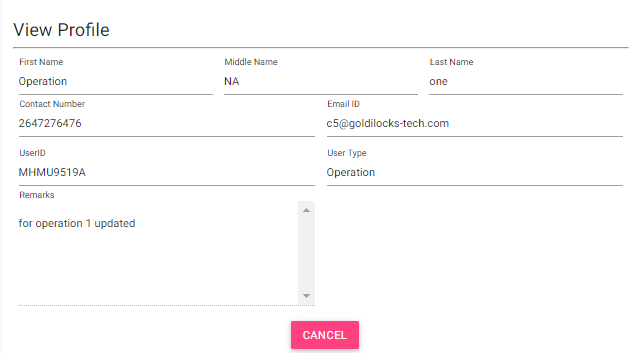 View Profile
First Name Middle Name Last Name
Operation NA one
Contact Number Email ID
2647276476 c5@goldilocks-tech.com
UserID User Type
MHMU9519A Operation
Remarks
for operation 1 updated
CANCEL